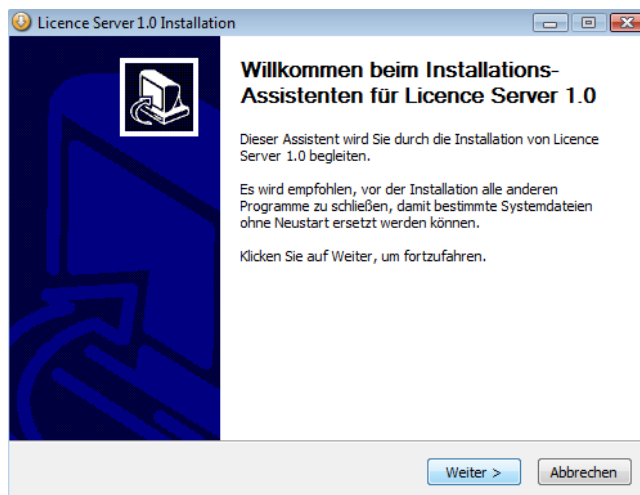 Licence Server 1.0 Installation
Willkommen beim Installations-
Assistenten für Licence Server 1.0
Dieser Assistent wird Sie durch die Installation von Licence
Server 1.0 begleiten.
Es wird empfohlen, vor der Installation alle anderen
Programme zu schließen, damit bestimmte Systemdateien
ohne Neustart ersetzt werden können.
Klicken Sie auf Weiter, um fortzufahren.
Weiter >
Abbrechen